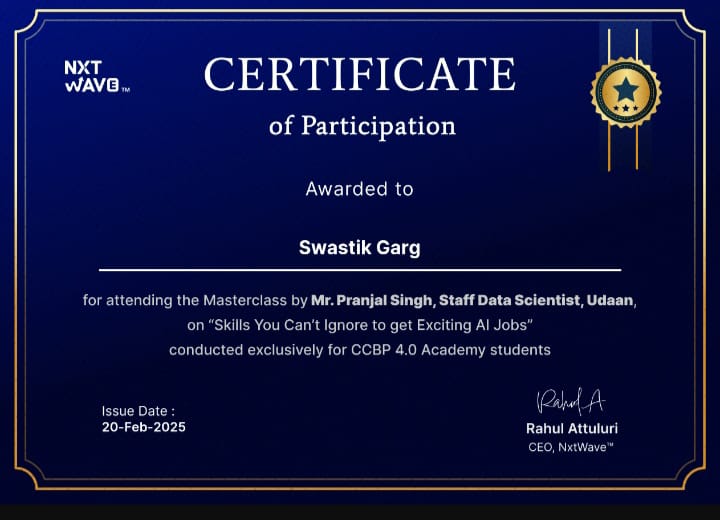 NXT
WAVE™
CERTIFICATE
of Participation
Awarded to
Swastik Garg
for attending the Masterclass by Mr. Pranjal Singh, Staff Data Scientist, Udaan,
on “Skills You Can’t Ignore to get Exciting AI Jobs”
conducted exclusively for CCBP 4.0 Academy students
Issue Date :
20-Feb-2025
Rahul A
Rahul Attuluri
CEO, NxtWave™